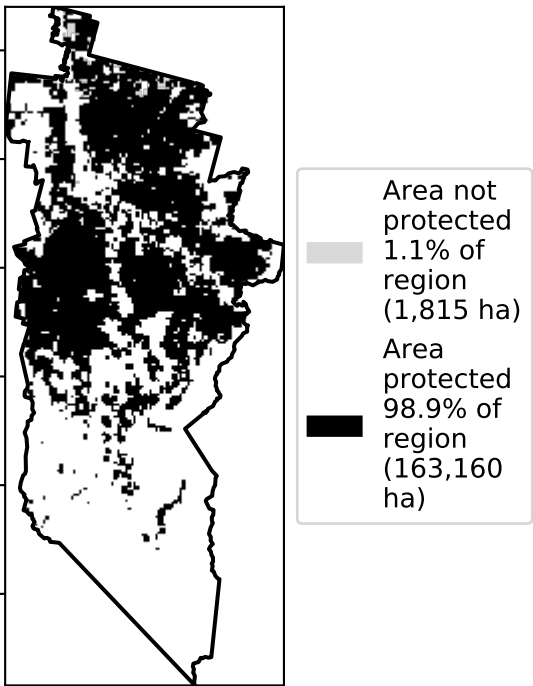 Area not
protected
1.1% of
region
(1,815 ha)
Area
protected
98.9% of
region
(163,160
ha)